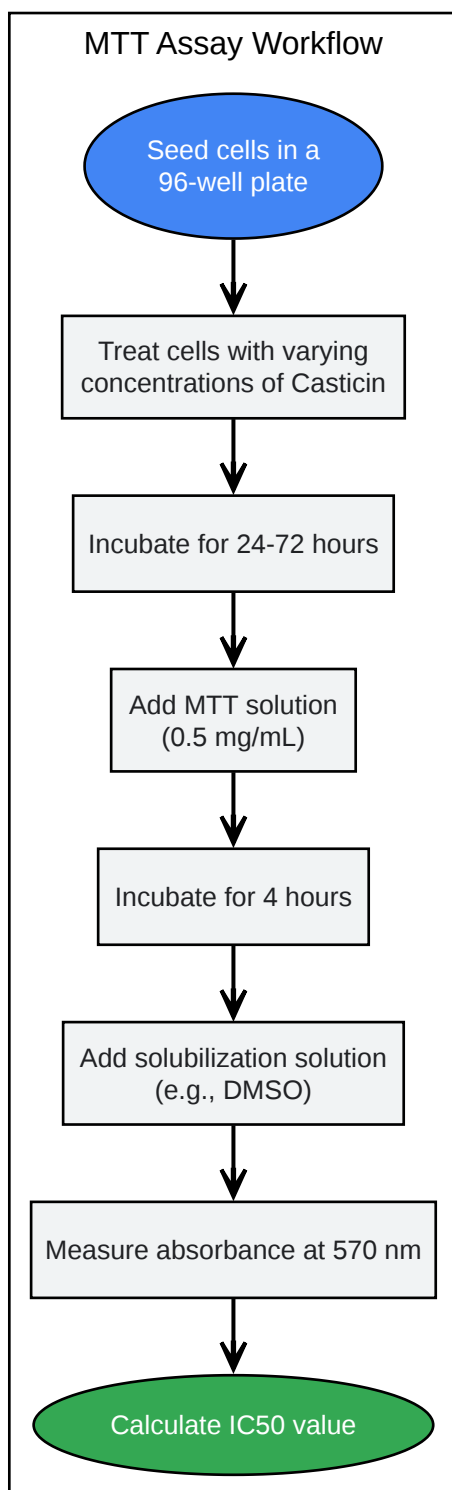 MTT Assay Workflow
Seed cells in a
96-well plate
Treat cells with varying
concentrations of Casticin
Incubate for 24-72 hours
Add MTT solution
(0.5 mg/mL)
Incubate for 4 hours
Add solubilization solution
(e.g., DMSO)
Measure absorbance at 570 nm
Calculate IC50 value